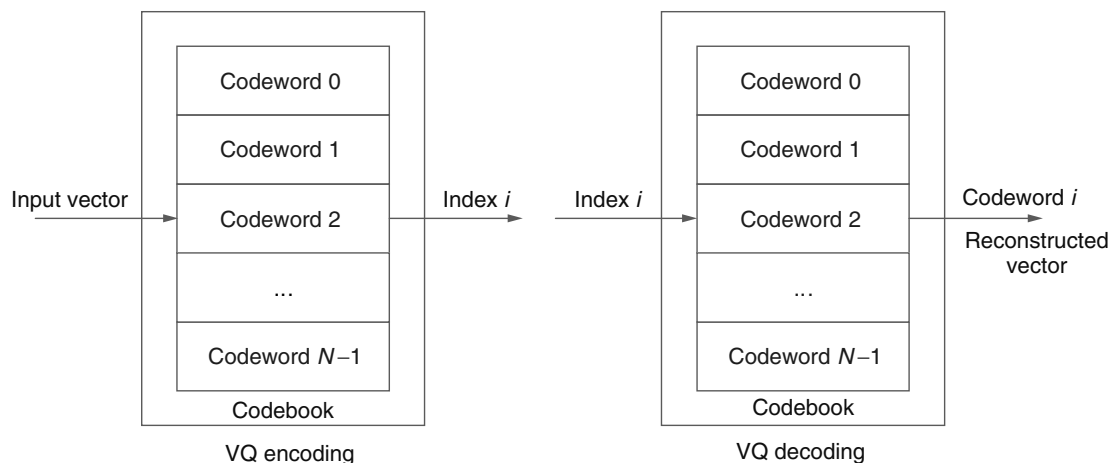 Codeword 0
Codeword 1
Input vector
Codeword 2
Index i
...
Codeword N−1
Codebook
VQ encoding
Codeword 0
Codeword 1
Index i
Codeword 2
Codeword i
Reconstructed
vector
...
Codeword N−1
Codebook
VQ decoding